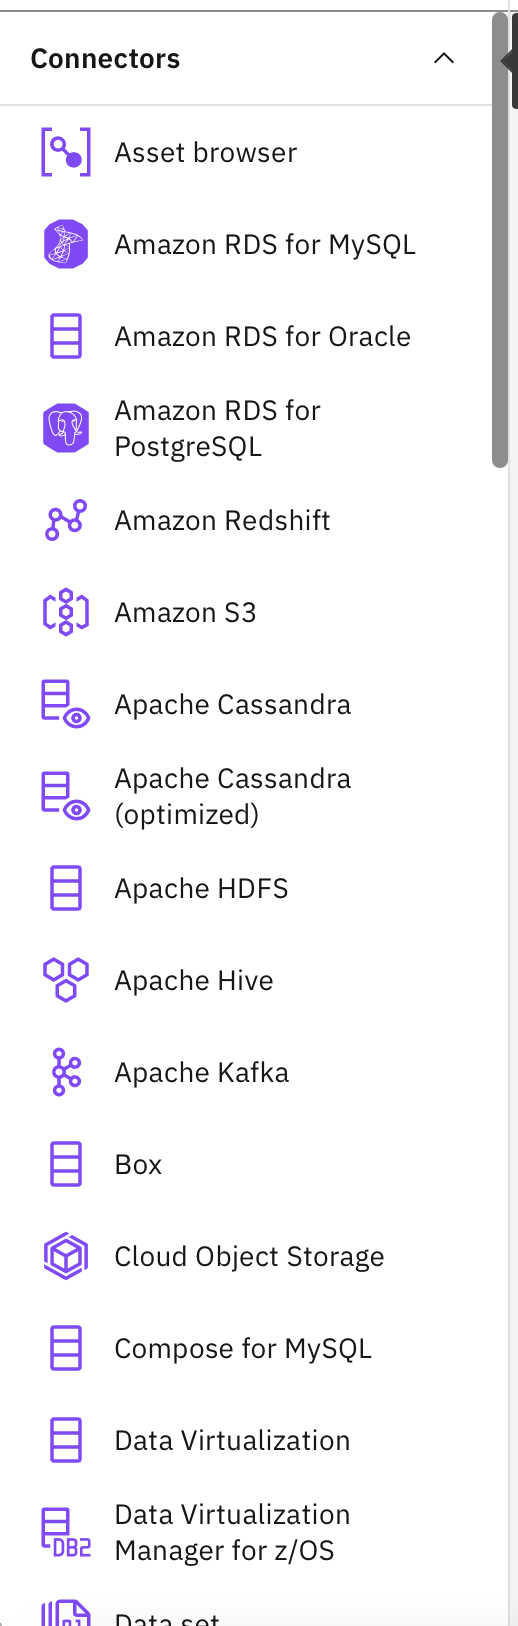 Connectors
Asset browser
Amazon RDS for MySQL
Amazon RDS for Oracle
Amazon RDS for
PostgreSQL
Amazon Redshift
Amazon S3
Apache Cassandra
Apache Cassandra
(optimized)
Apache HDFS
Apache Hive
Apache Kafka
Box
Cloud Object Storage
Compose for MySQL
Data Virtualization
Data Virtualization
Manager for z/OS
DB2
Data set